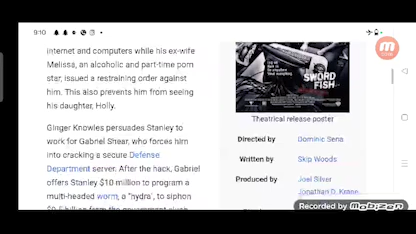 9:10
internet and computers while his ex-wife
Melissa, an alcoholic and part-time porn
star, issued a restraining order against
him. This also prevents him from seeing
his daughter, Holly.
Ginger Knowles persuades Stanley to
work for Gabriel Shear, who forces him
into cracking a secure Defense
Department server. After the hack, Gabriel
offers Stanley $10 million to program a
multi-headed worm, a "hydra", to siphon
SWORD
FISH
Theatrical release poster
Directed by Dominic Sena
Written by Skip Woods
Produced by Joel Silver
Jonathan D. Krane
Recorded by Mobizen